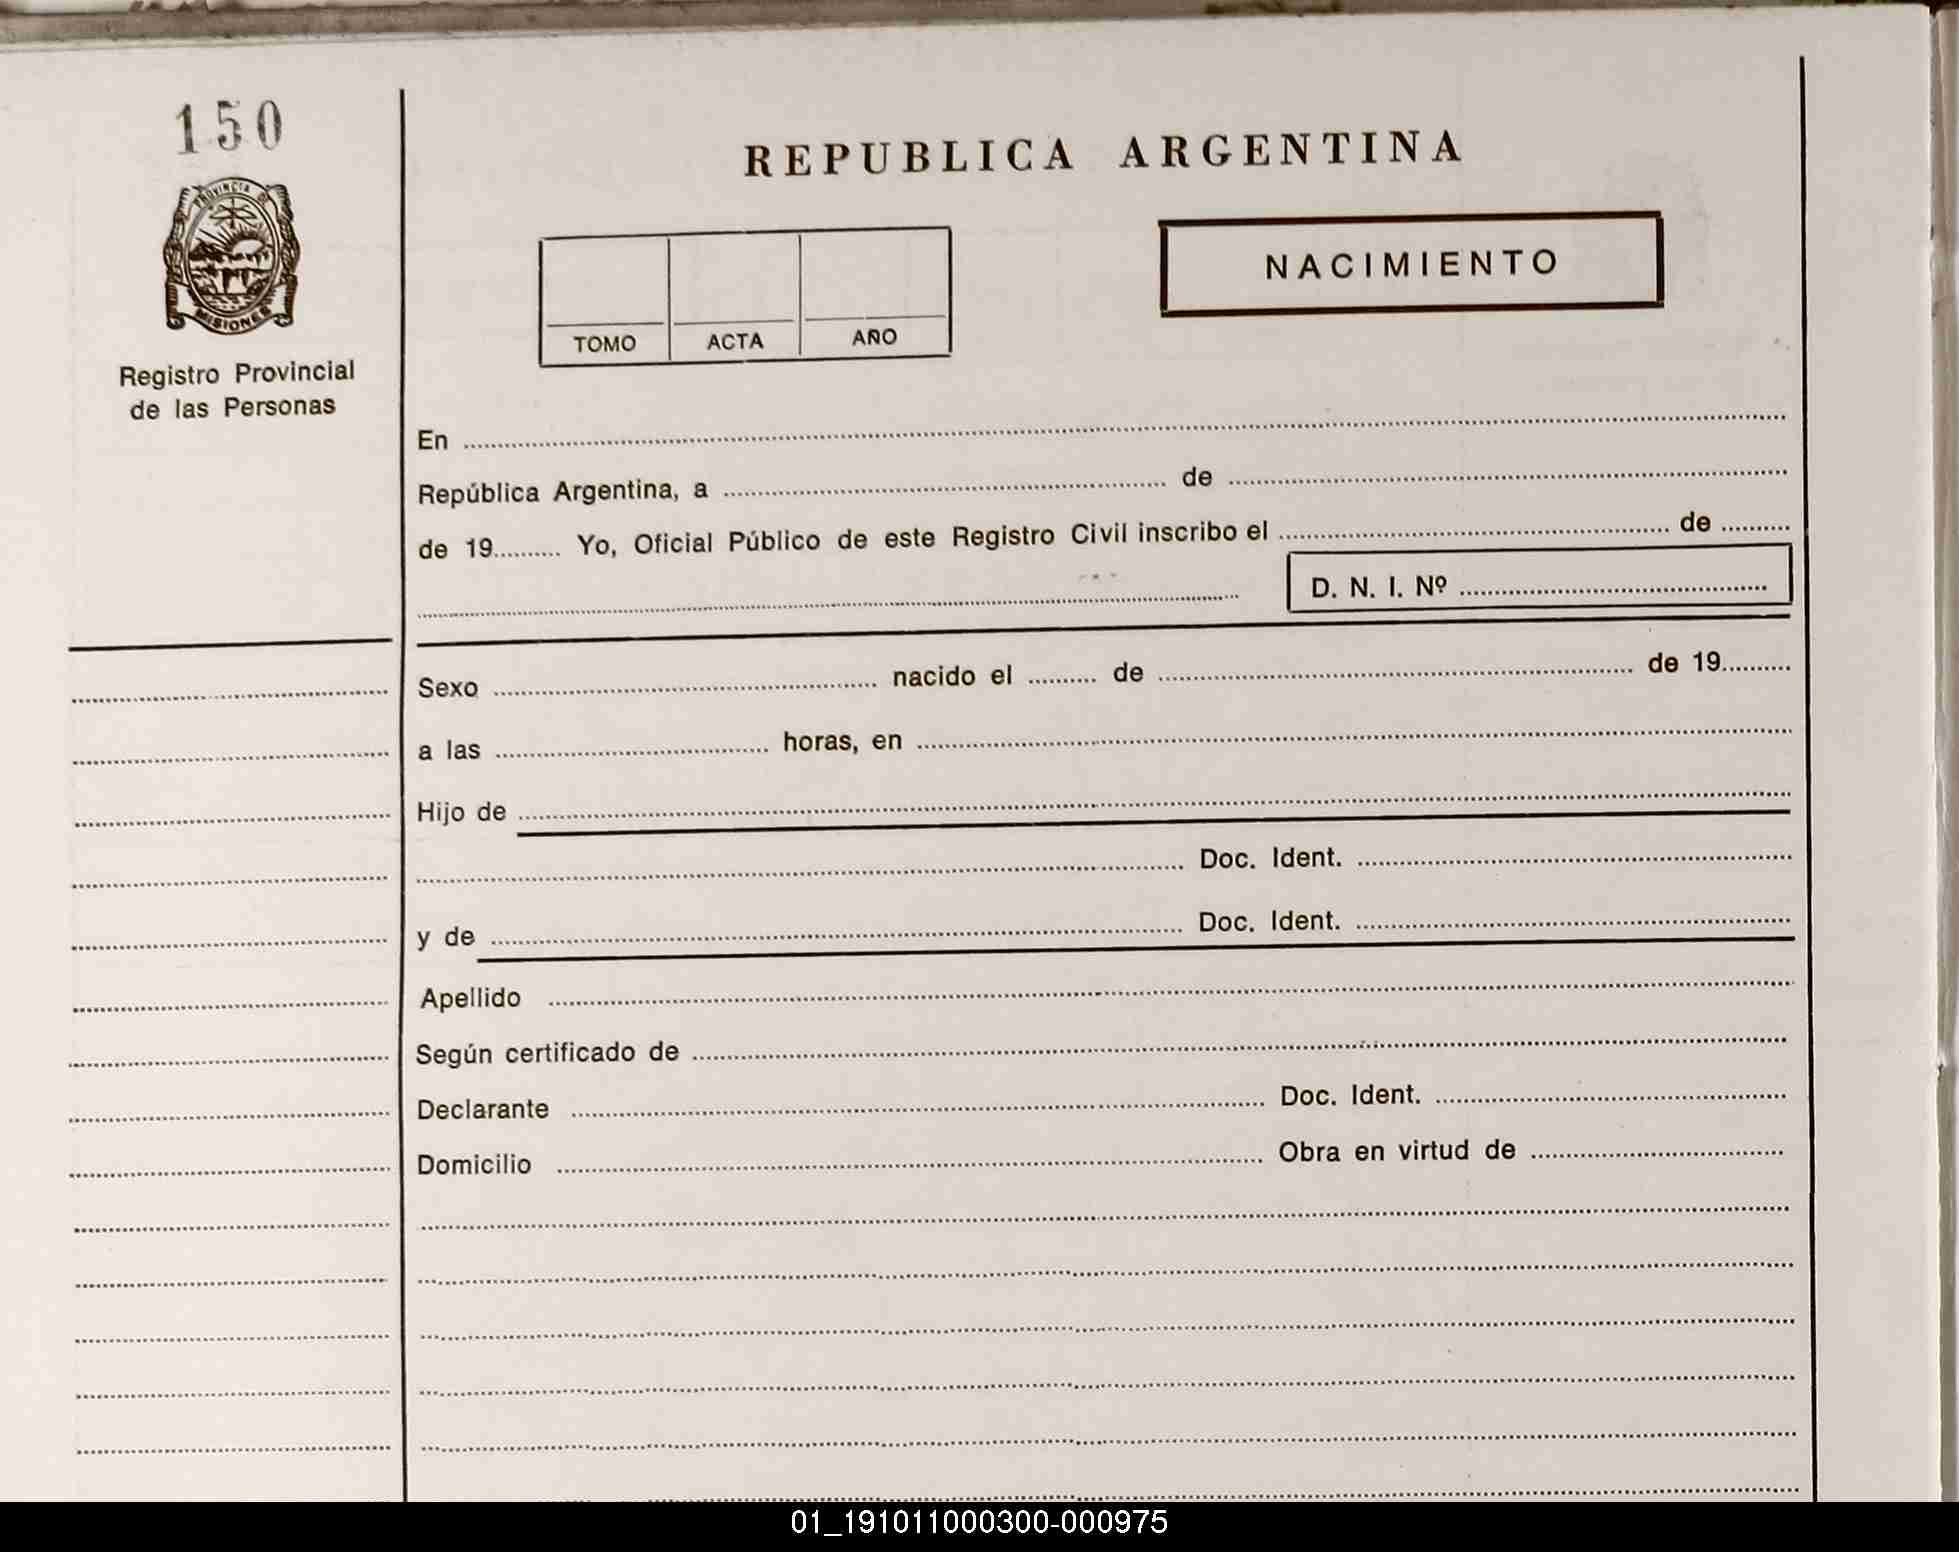 150
PROVINCIA DE
MISIONES
Registro Provincial
de las Personas
REPUBLICA ARGENTINA
TOMO ACTA AÑO
NACIMIENTO
En
República Argentina, a de
de 19 Yo, Oficial Público de este Registro Civil inscribo el de
D. N. I. Nº
Sexo nacido el de de 19
a las horas, en
Hijo de
Doc. Ident.
y de Doc. Ident.
Apellido
Según certificado de
Declarante Doc. Ident.
Domicilio Obra en virtud de
01_191011000300-000975